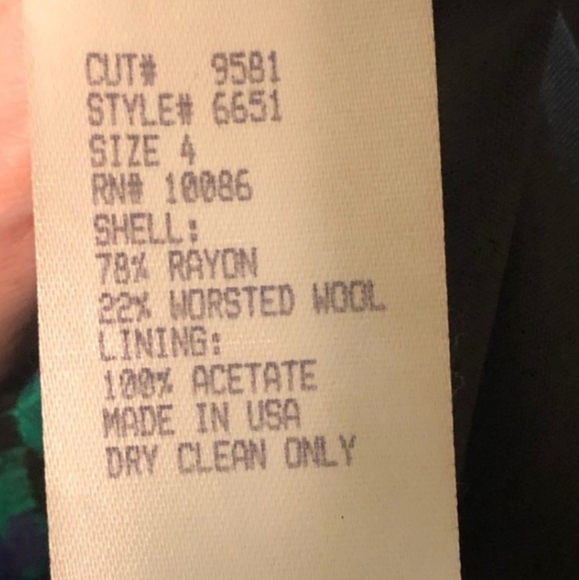 CUT# 9581
STYLE# 6651
SIZE 4
RN# 10086
SHELL:
78% RAYON
22% WORSTED WOOL
LINING:
100% ACETATE
MADE IN USA
DRY CLEAN ONLY